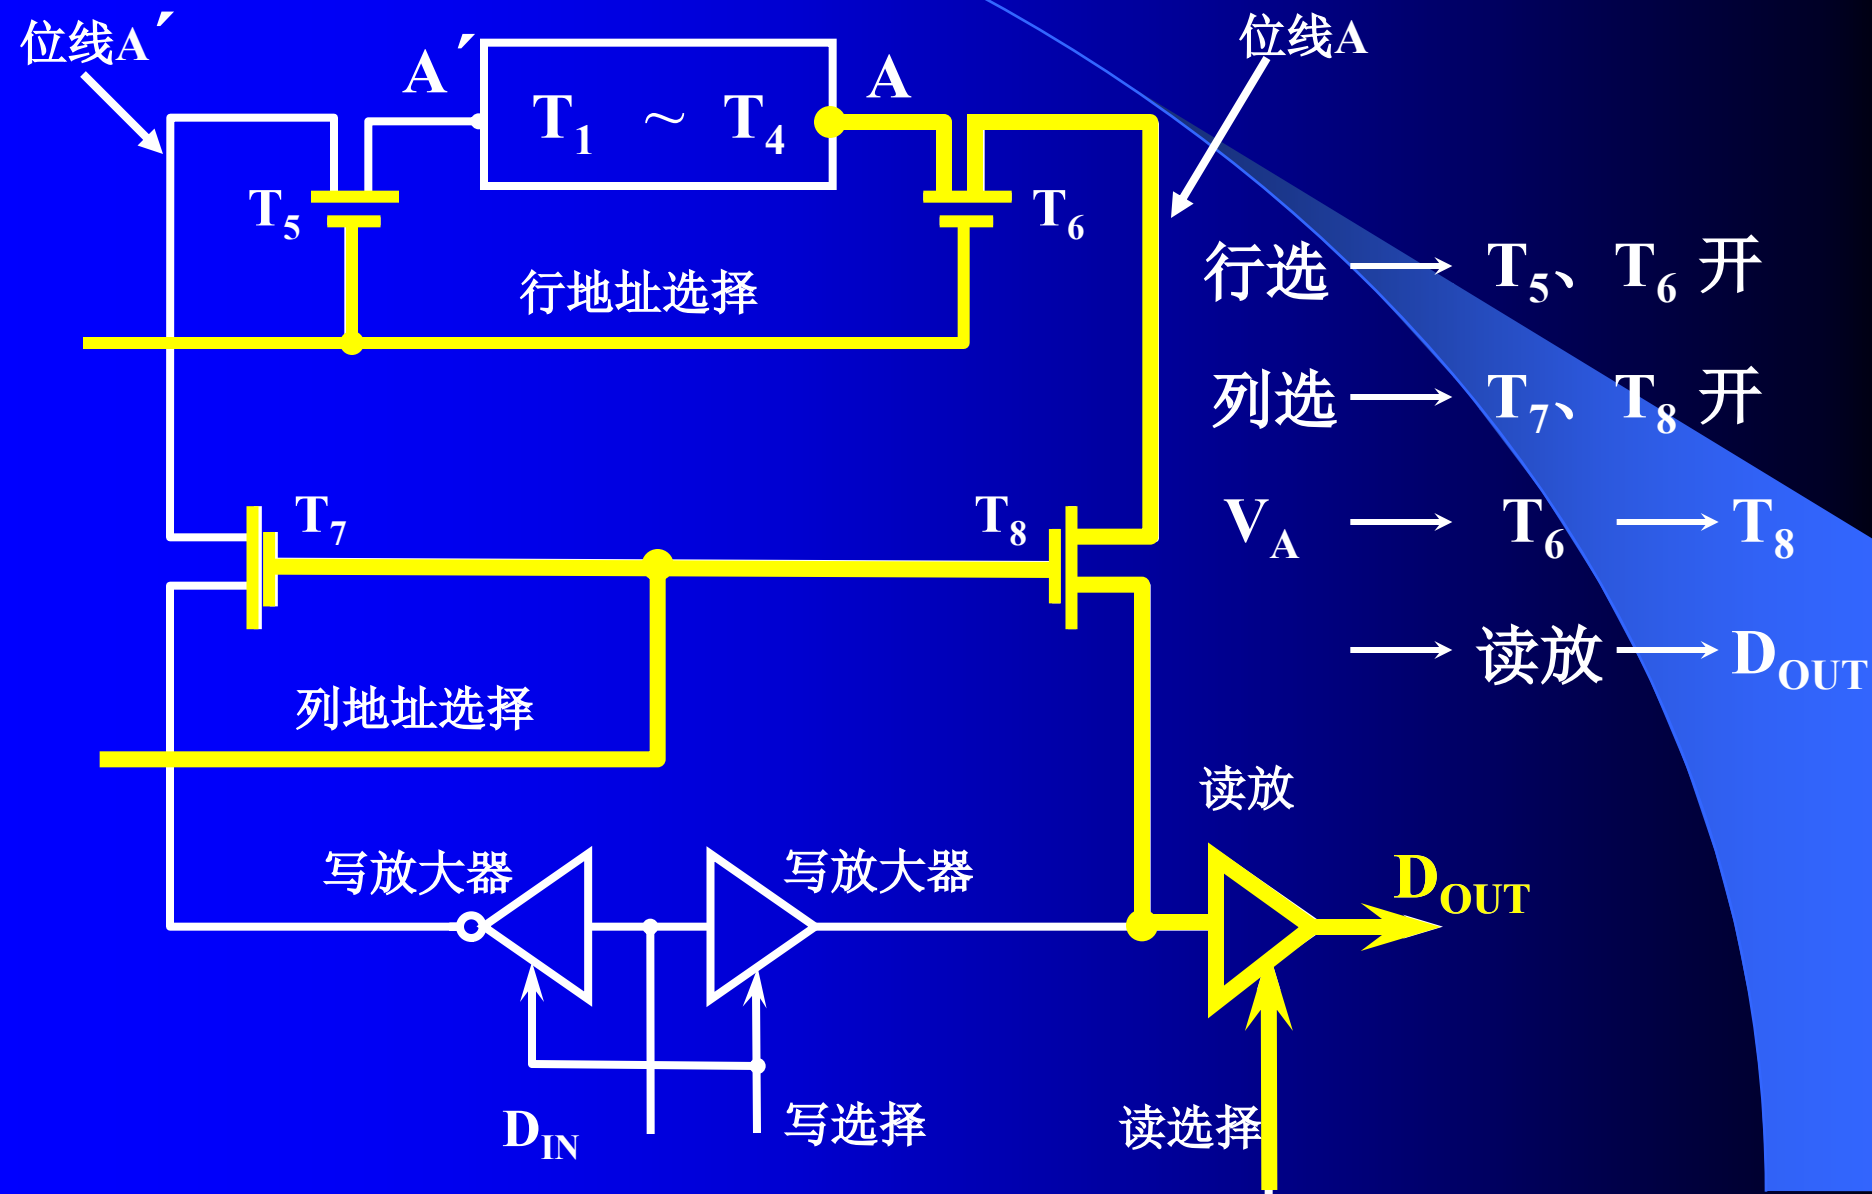 位线A′
A′
T1 ~ T4
A
位线A
T5
T6
行地址选择
行选 → T5、 T6 开
列选 → T7、 T8 开
T7
T8
VA → T6 → T8
→ 读放 → DOUT
列地址选择
读放
写放大器
写放大器
DOUT
DIN
写选择
读选择